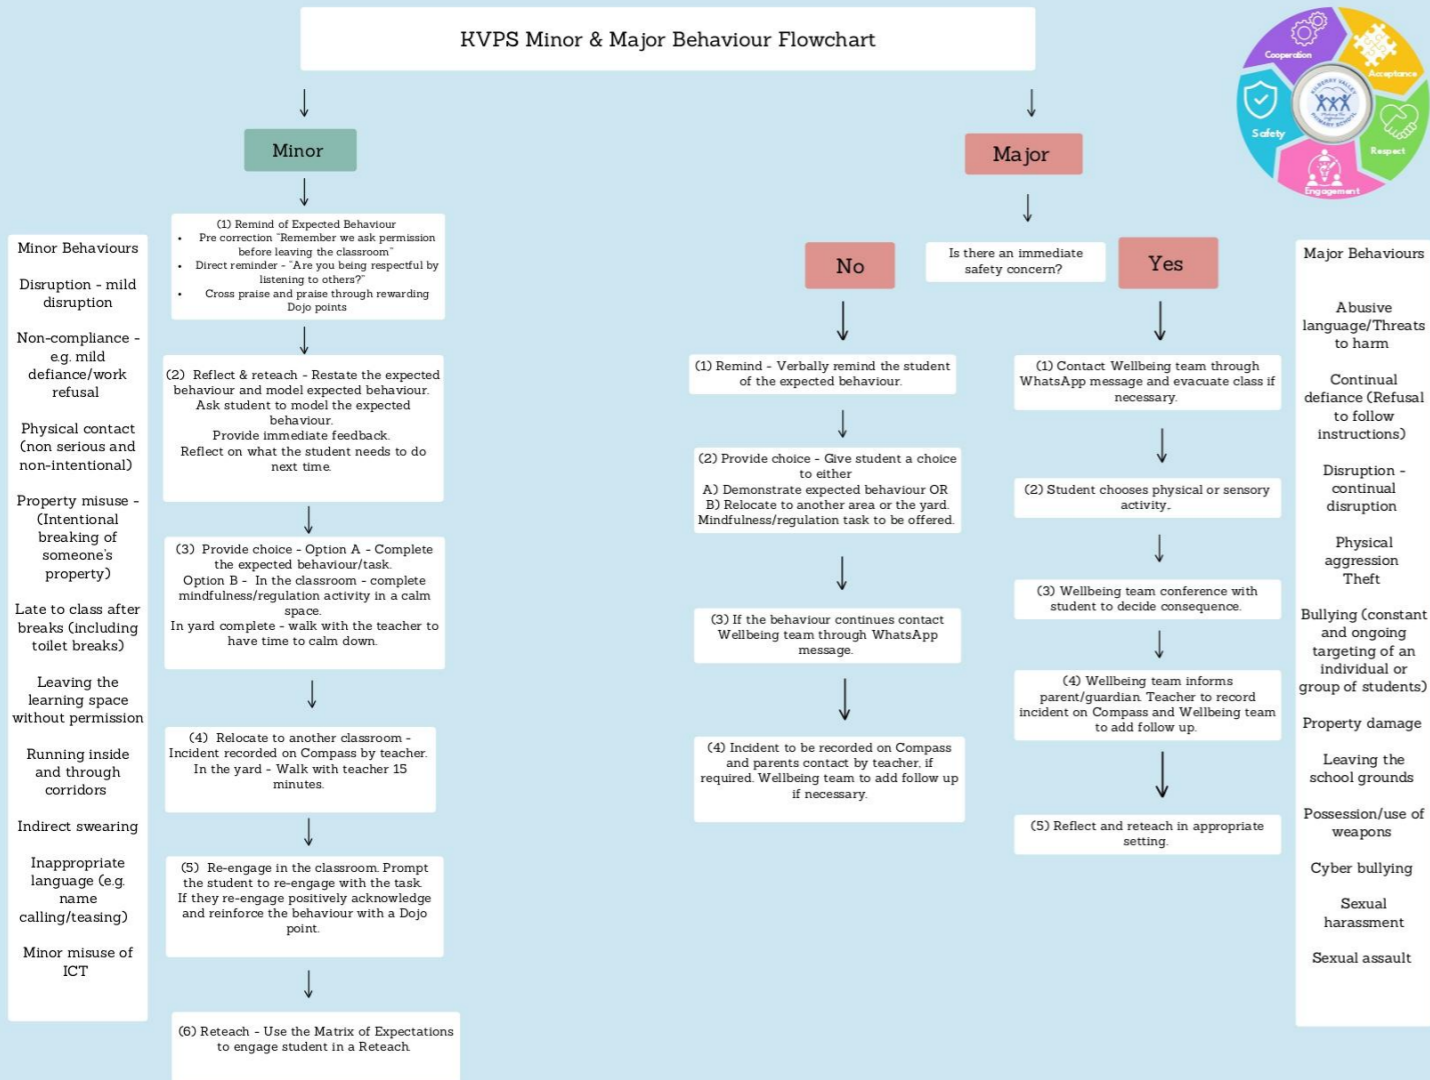 KVPS Minor & Major Behaviour Flowchart
Cooperation
Acceptance
Safety
Respect
Engagement
KILBERRY VALLEY
PRIMARY SCHOOL
Minor
Major
(1) Remind of Expected Behaviour
• Pre correction "Remember we ask permission
before leaving the classroom"
• Direct reminder - "Are you being respectful by
listening to others?"
• Cross praise and praise through rewarding
Dojo points
Minor Behaviours
Disruption - mild
disruption
Non-compliance -
e.g. mild
defiance/work
refusal
Physical contact
(non serious and
non-intentional)
Property misuse -
(Intentional
breaking of
someone's
property)
Late to class after
breaks (including
toilet breaks)
Leaving the
learning space
without permission
Running inside
and through
corridors
Indirect swearing
Inappropriate
language (e.g.
name
calling/teasing)
Minor misuse of
ICT
(2) Reflect & reteach - Restate the expected
behaviour and model expected behaviour.
Ask student to model the expected
behaviour.
Provide immediate feedback.
Reflect on what the student needs to do
next time.
(3) Provide choice - Option A - Complete
the expected behaviour/task.
Option B - In the classroom - complete
mindfulness/regulation activity in a calm
space.
In yard complete - walk with the teacher to
have time to calm down.
(4) Relocate to another classroom -
Incident recorded on Compass by teacher.
In the yard - Walk with teacher 15
minutes.
(5) Re-engage in the classroom. Prompt
the student to re-engage with the task.
If they re-engage positively acknowledge
and reinforce the behaviour with a Dojo
point.
(6) Reteach - Use the Matrix of Expectations
to engage student in a Reteach.
Is there an immediate
safety concern?
No
Yes
(1) Remind - Verbally remind the student
of the expected behaviour.
(2) Provide choice - Give student a choice
to either
A) Demonstrate expected behaviour OR
B) Relocate to another area or the yard.
Mindfulness/regulation task to be offered.
(3) If the behaviour continues contact
Wellbeing team through WhatsApp
message.
(4) Incident to be recorded on Compass
and parents contact by teacher, if
required. Wellbeing team to add follow up
if necessary.
(1) Contact Wellbeing team through
WhatsApp message and evacuate class if
necessary.
(2) Student chooses physical or sensory
activity..
(3) Wellbeing team conference with
student to decide consequence.
(4) Wellbeing team informs
parent/guardian. Teacher to record
incident on Compass and Wellbeing team
to add follow up.
(5) Reflect and reteach in appropriate
setting.
Major Behaviours
Abusive
language/Threats
to harm
Continual
defiance (Refusal
to follow
instructions)
Disruption -
continual
disruption
Physical
aggression
Theft
Bullying (constant
and ongoing
targeting of an
individual or
group of students)
Property damage
Leaving the
school grounds
Possession/use of
weapons
Cyber bullying
Sexual
harassment
Sexual assault